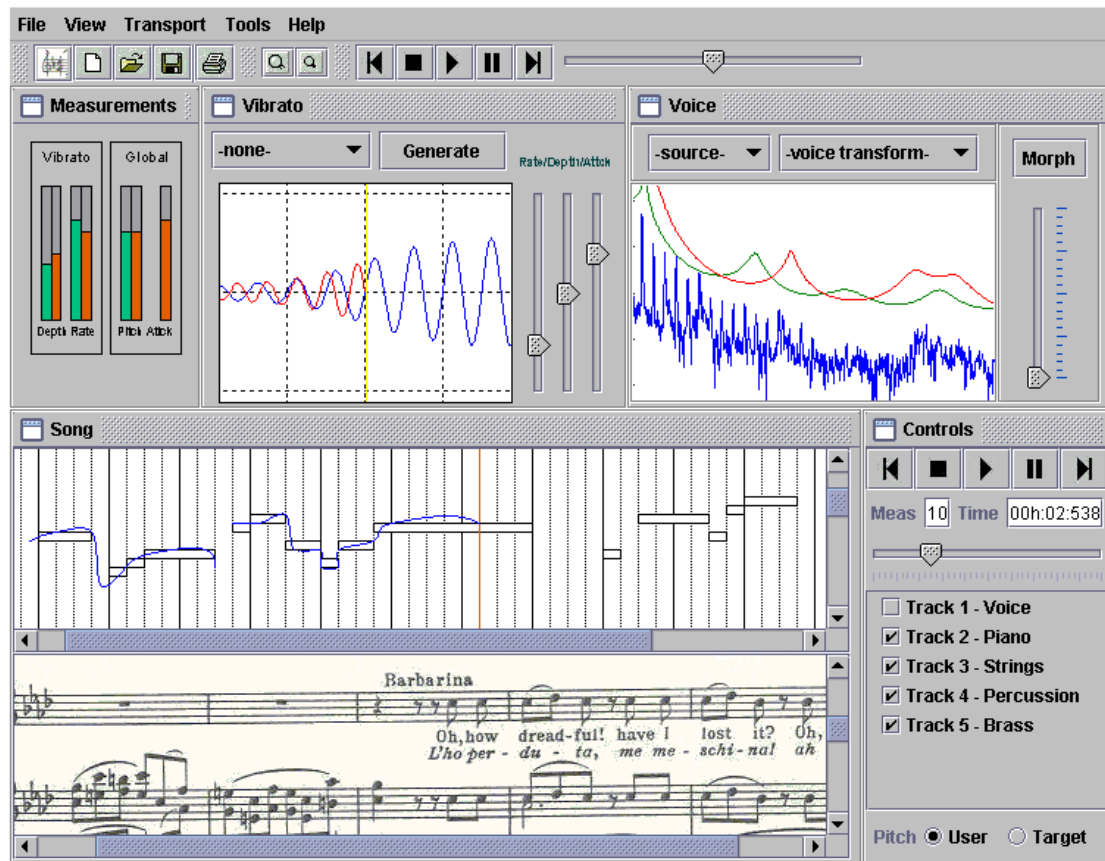 File View Transport Tools Help
Measurements
Vibrato
Voice
Vibrato Global
Depth Rate Pitch Attck
-none-
Generate
Rate/Depth/Attck
-source-
-voice transform-
Morph
Song
Controls
Meas 10 Time 00h:02:538
Track 1 - Voice
Track 2 - Piano
Track 3 - Strings
Track 4 - Percussion
Track 5 - Brass
Pitch User Target
Barbarina
Oh, how dread-ful! have I lost it? Oh,
L'ho per - du - ta, me me - schi - na! ah